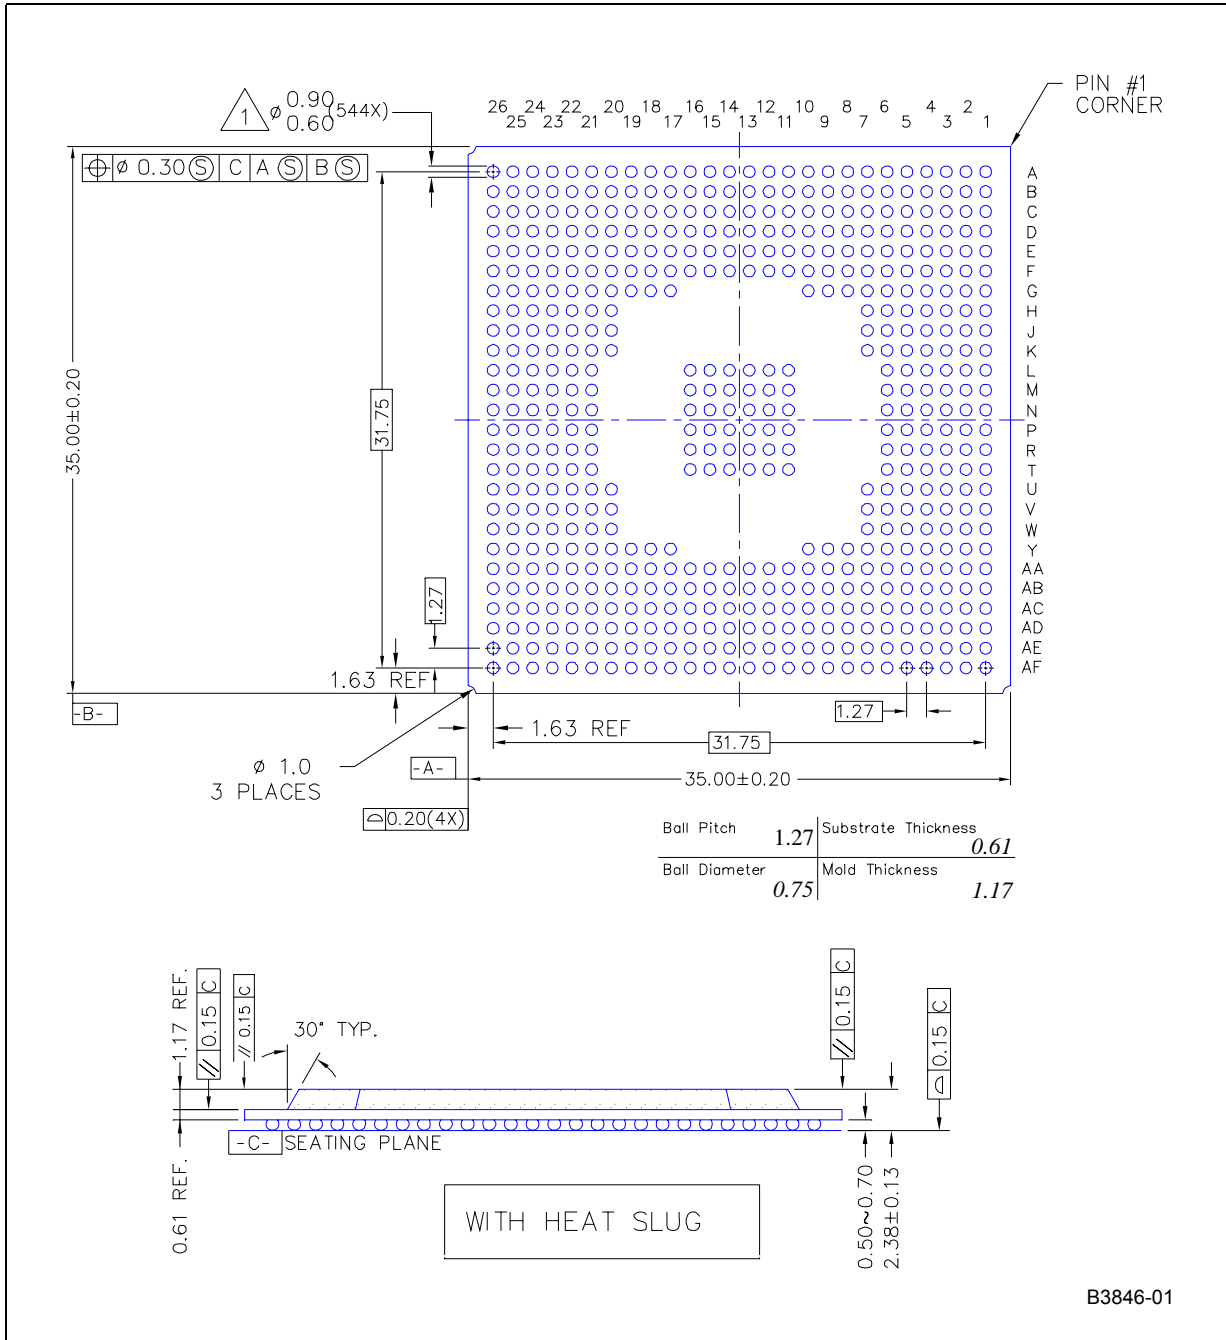 PIN #1
CORNER
1
ø 0.90 (544X)
0.60
26 24 22 20 18 16 14 12 10 8 6 4 2
25 23 21 19 17 15 13 11 9 7 5 3 1
⌖ ø 0.30 Ⓢ C A Ⓢ B Ⓢ
A
B
C
D
E
F
G
H
J
K
L
M
N
P
R
T
U
V
W
Y
AA
AB
AC
AD
AE
AF
35.00±0.20
31.75
1.27
1.63 REF
-B-
1.27
1.63 REF
31.75
ø 1.0
3 PLACES
-A-
35.00±0.20
⌓ 0.20(4X)
Ball Pitch 1.27 Substrate Thickness 0.61
Ball Diameter 0.75 Mold Thickness 1.17
1.17 REF.
// 0.15 C
// 0.15 C
30° TYP.
// 0.15 C
⌓ 0.15 C
-C- SEATING PLANE
0.61 REF.
0.50~0.70
2.38±0.13
WITH HEAT SLUG
B3846-01